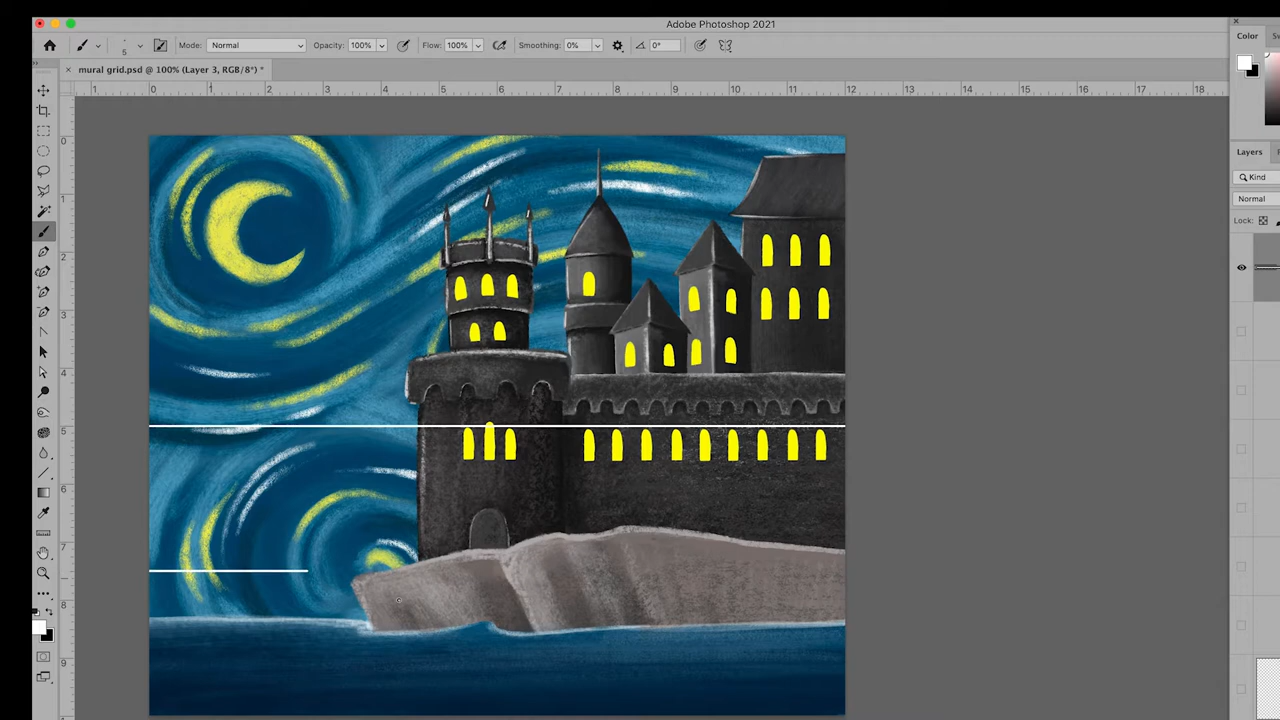 Adobe Photoshop 2021
5
Mode: Normal
Opacity: 100%
Flow: 100%
Smoothing: 0%
0°
Color
mural grid.psd @ 100% (Layer 3, RGB/8*) *
1 0 1 2 3 4 5 6 7 8 9 10 11 12 13 14 15 16 17 18
0
1
2
3
4
5
6
7
8
9
Layers
Kind
Normal
Lock: